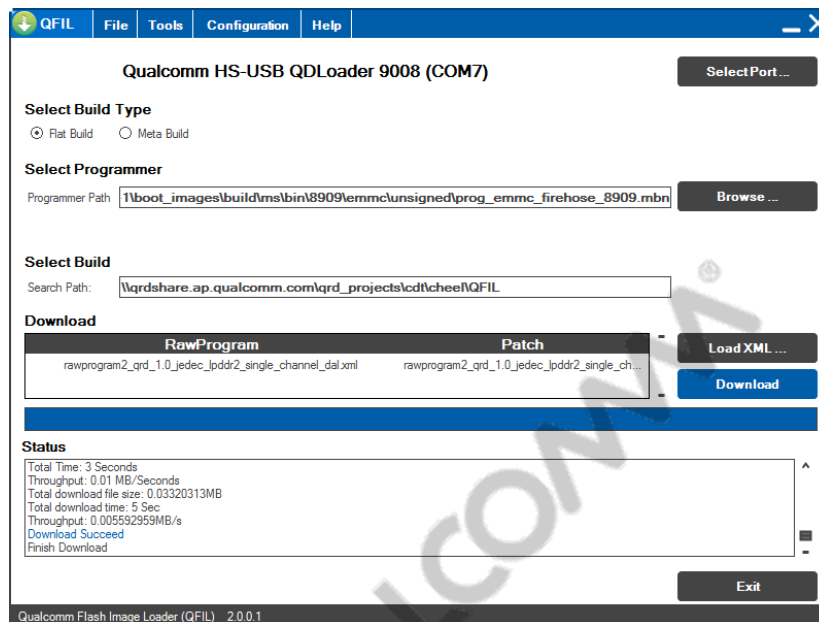 QFIL File Tools Configuration Help
Qualcomm HS-USB QDLoader 9008 (COM7) Select Port ...
Select Build Type
Flat Build Meta Build
Select Programmer
Programmer Path 1\boot_images\build\ms\bin\8909\emmc\unsigned\prog_emmc_firehose_8909.mbn Browse ...
Select Build
Search Path: \\qrdshare.ap.qualcomm.com\qrd_projects\cdt\cheel\QFIL
Download
RawProgram Patch Load XML ...
rawprogram2_qrd_1.0_jedec_lpddr2_single_channel_dal.xml rawprogram2_qrd_1.0_jedec_lpddr2_single_ch...
Download
Status
Total Time: 3 Seconds
Throughput: 0.01 MB/Seconds
Total download file size: 0.03320313MB
Total download time: 5 Sec
Throughput: 0.005592959MB/s
Download Succeed
Finish Download
Exit
Qualcomm Flash Image Loader (QFIL) 2.0.0.1
LCOMM®